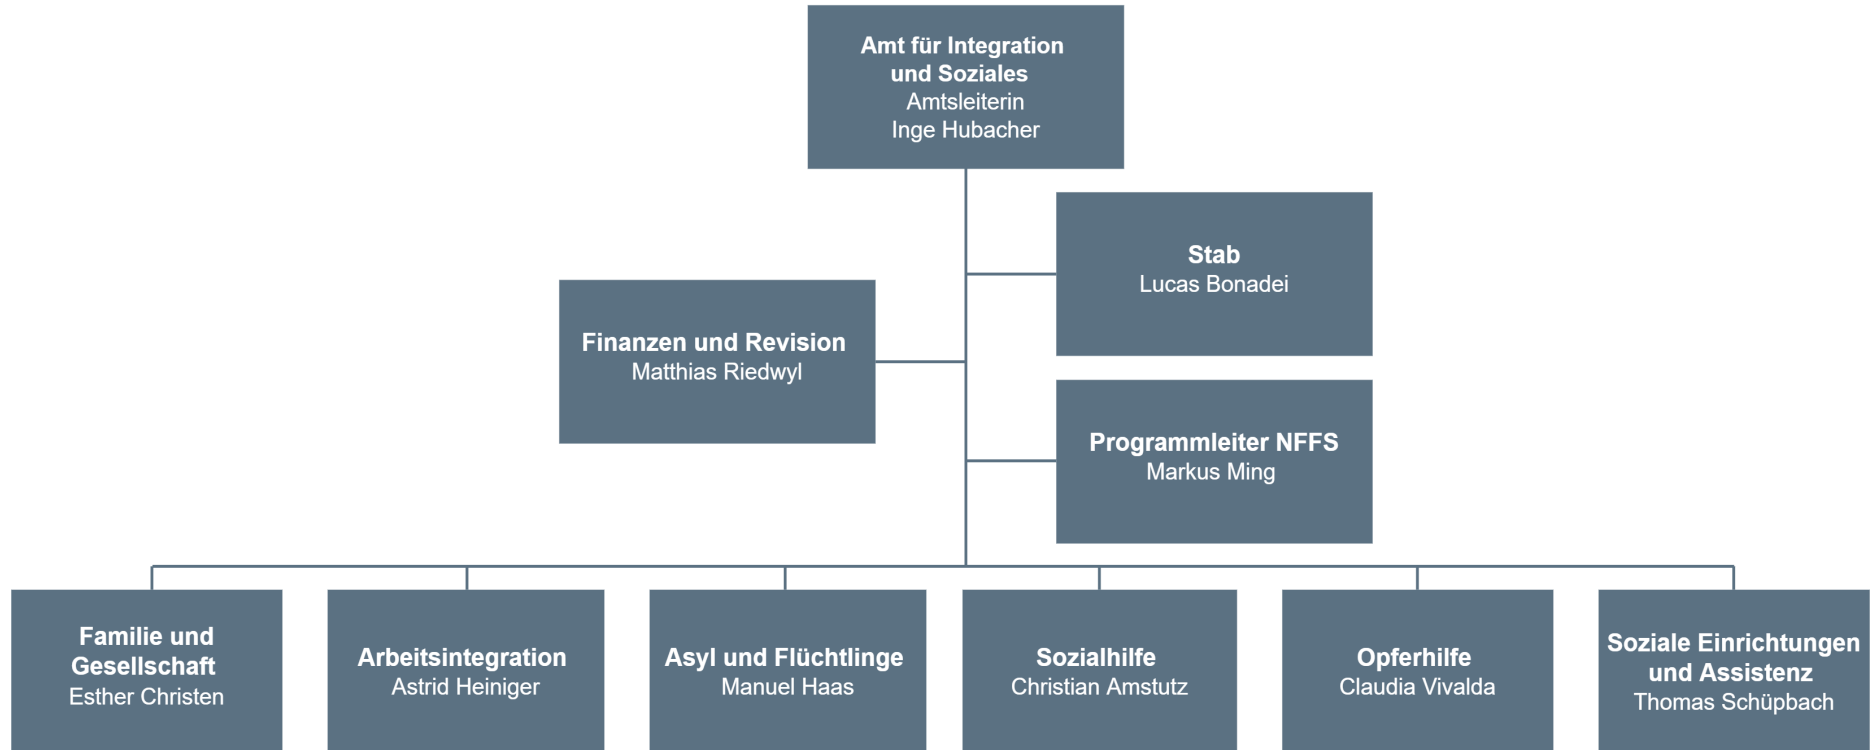 Amt für Integration
und Soziales
Amtsleiterin
Inge Hubacher
Stab
Lucas Bonadei
Finanzen und Revision
Matthias Riedwyl
Programmleiter NFFS
Markus Ming
Familie und
Gesellschaft
Esther Christen
Arbeitsintegration
Astrid Heiniger
Asyl und Flüchtlinge
Manuel Haas
Sozialhilfe
Christian Amstutz
Opferhilfe
Claudia Vivalda
Soziale Einrichtungen
und Assistenz
Thomas Schüpbach